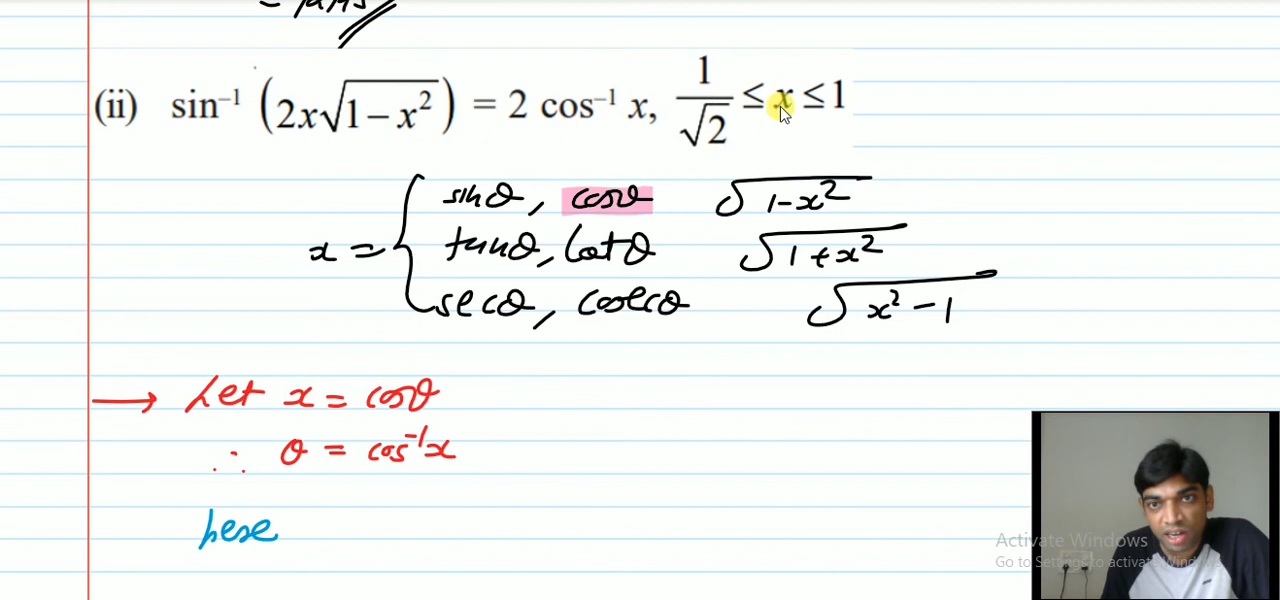 = RHS
(ii) sin⁻¹ (2x√(1−x²)) = 2 cos⁻¹ x, 1/√2 ≤ x ≤ 1
x = { sinθ, cosθ √(1-x²)
tanθ, cotθ √(1+x²)
secθ, cosecθ √(x²-1)
→ Let x = cosθ
∴ θ = cos⁻¹x
here
Activate Windows
Go to Settings to activate Windows.